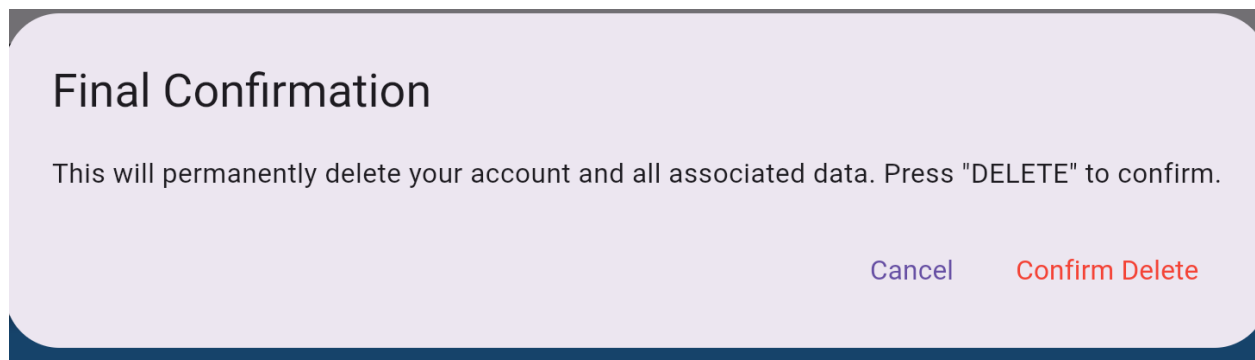 Final Confirmation
This will permanently delete your account and all associated data. Press "DELETE" to confirm.
Cancel Confirm Delete